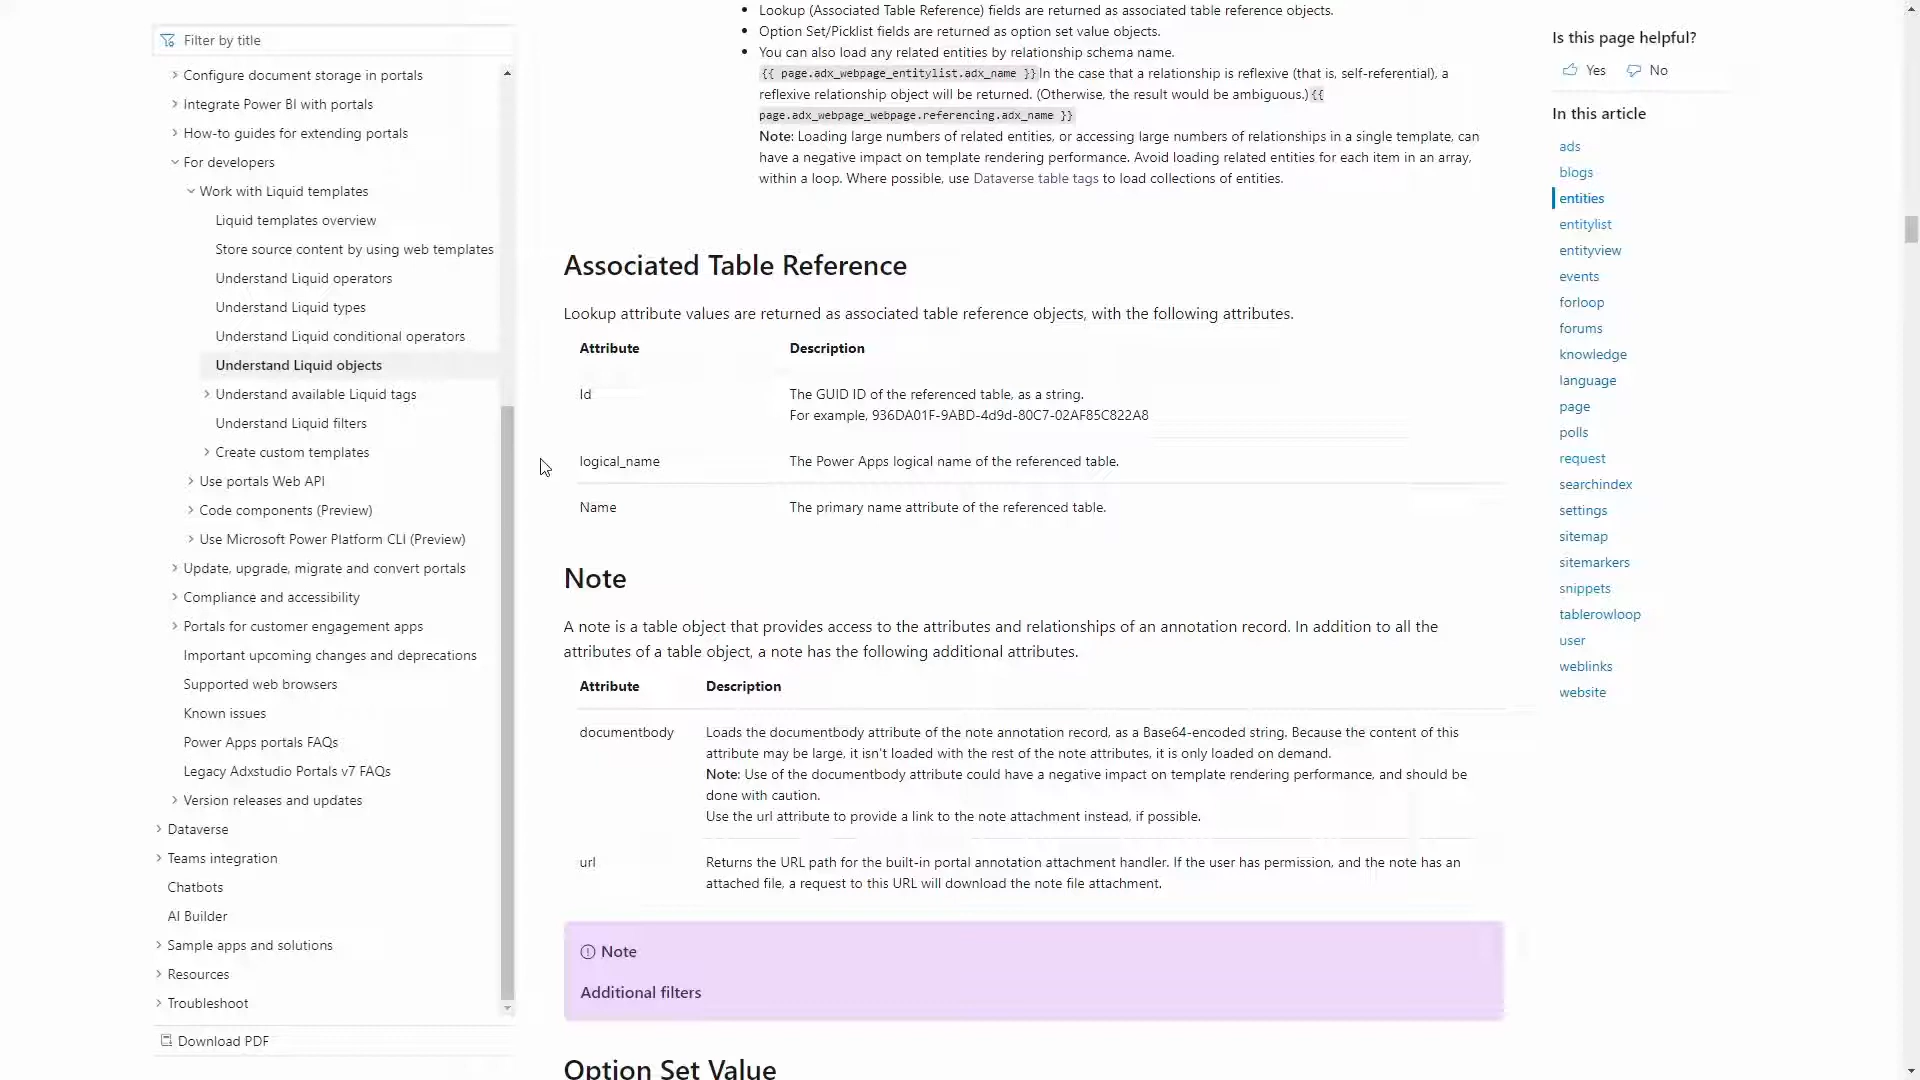 Filter by title
Configure document storage in portals
Integrate Power BI with portals
How-to guides for extending portals
For developers
Work with Liquid templates
Liquid templates overview
Store source content by using web templates
Understand Liquid operators
Understand Liquid types
Understand Liquid conditional operators
Understand Liquid objects
Understand available Liquid tags
Understand Liquid filters
Create custom templates
Use portals Web API
Code components (Preview)
Use Microsoft Power Platform CLI (Preview)
Update, upgrade, migrate and convert portals
Compliance and accessibility
Portals for customer engagement apps
Important upcoming changes and deprecations
Supported web browsers
Known issues
Power Apps portals FAQs
Legacy Adxstudio Portals v7 FAQs
Version releases and updates
Dataverse
Teams integration
Chatbots
AI Builder
Sample apps and solutions
Resources
Troubleshoot
Download PDF
• Lookup (Associated Table Reference) fields are returned as associated table reference objects.
• Option Set/Picklist fields are returned as option set value objects.
• You can also load any related entities by relationship schema name.
{{ page.adx_webpage_entitylist.adx_name }}In the case that a relationship is reflexive (that is, self-referential), a
reflexive relationship object will be returned. (Otherwise, the result would be ambiguous.){{
page.adx_webpage_webpage.referencing.adx_name }}
Note: Loading large numbers of related entities, or accessing large numbers of relationships in a single template, can
have a negative impact on template rendering performance. Avoid loading related entities for each item in an array,
within a loop. Where possible, use Dataverse table tags to load collections of entities.
Associated Table Reference
Lookup attribute values are returned as associated table reference objects, with the following attributes.
Attribute Description
Id The GUID ID of the referenced table, as a string.
For example, 936DA01F-9ABD-4d9d-80C7-02AF85C822A8
logical_name The Power Apps logical name of the referenced table.
Name The primary name attribute of the referenced table.
Note
A note is a table object that provides access to the attributes and relationships of an annotation record. In addition to all the
attributes of a table object, a note has the following additional attributes.
Attribute Description
documentbody Loads the documentbody attribute of the note annotation record, as a Base64-encoded string. Because the content of this
attribute may be large, it isn't loaded with the rest of the note attributes, it is only loaded on demand.
Note: Use of the documentbody attribute could have a negative impact on template rendering performance, and should be
done with caution.
Use the url attribute to provide a link to the note attachment instead, if possible.
url Returns the URL path for the built-in portal annotation attachment handler. If the user has permission, and the note has an
attached file, a request to this URL will download the note file attachment.
Note
Additional filters
Option Set Value
Is this page helpful?
Yes No
In this article
ads
blogs
entities
entitylist
entityview
events
forloop
forums
knowledge
language
page
polls
request
searchindex
settings
sitemap
sitemarkers
snippets
tablerowloop
user
weblinks
website